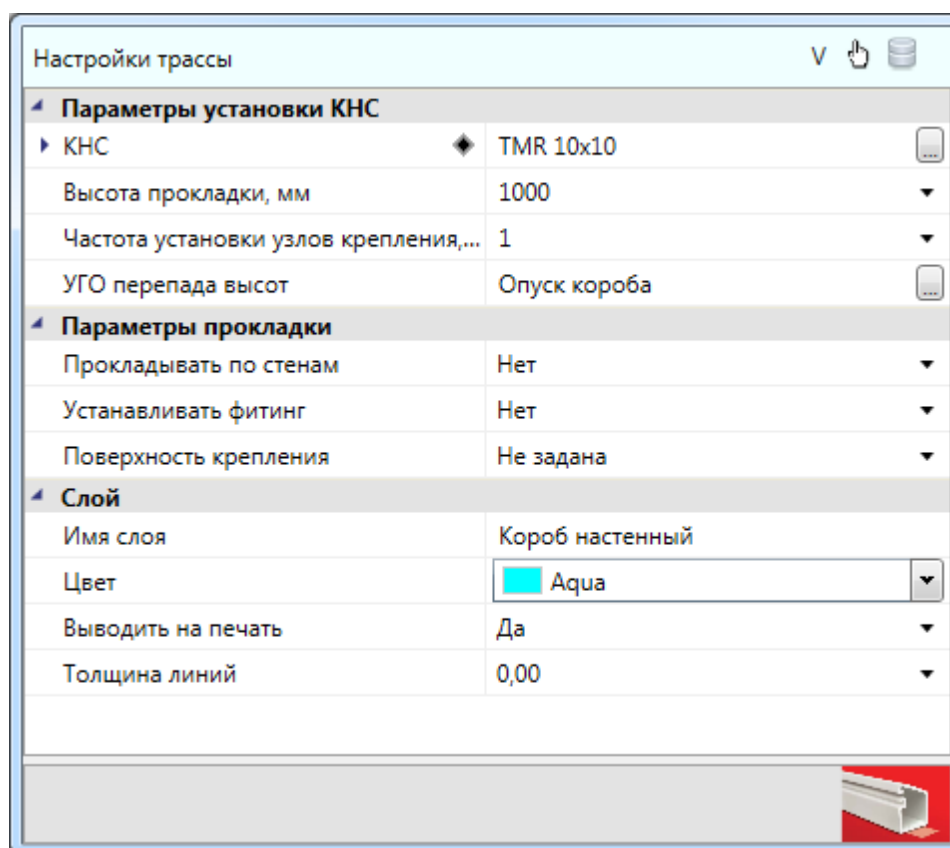 Настройки трассы V
Параметры установки КНС
КНС TMR 10x10 ...
Высота прокладки, мм 1000
Частота установки узлов крепления,... 1
УГО перепада высот Опуск короба ...
Параметры прокладки
Прокладывать по стенам Нет
Устанавливать фитинг Нет
Поверхность крепления Не задана
Слой
Имя слоя Короб настенный
Цвет Aqua
Выводить на печать Да
Толщина линий 0,00